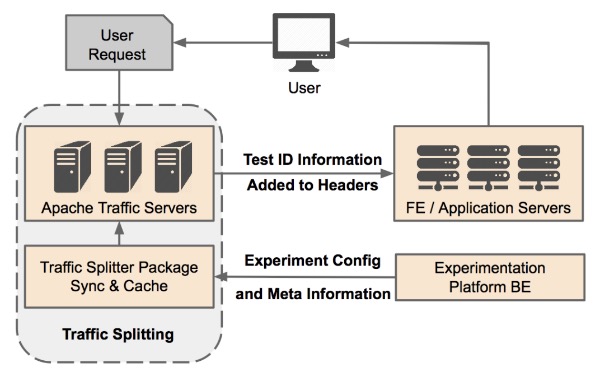 User
Request
User
Apache Traffic Servers
Test ID Information
Added to Headers
FE / Application Servers
Traffic Splitter Package
Sync & Cache
Experiment Config
and Meta Information
Experimentation
Platform BE
Traffic Splitting